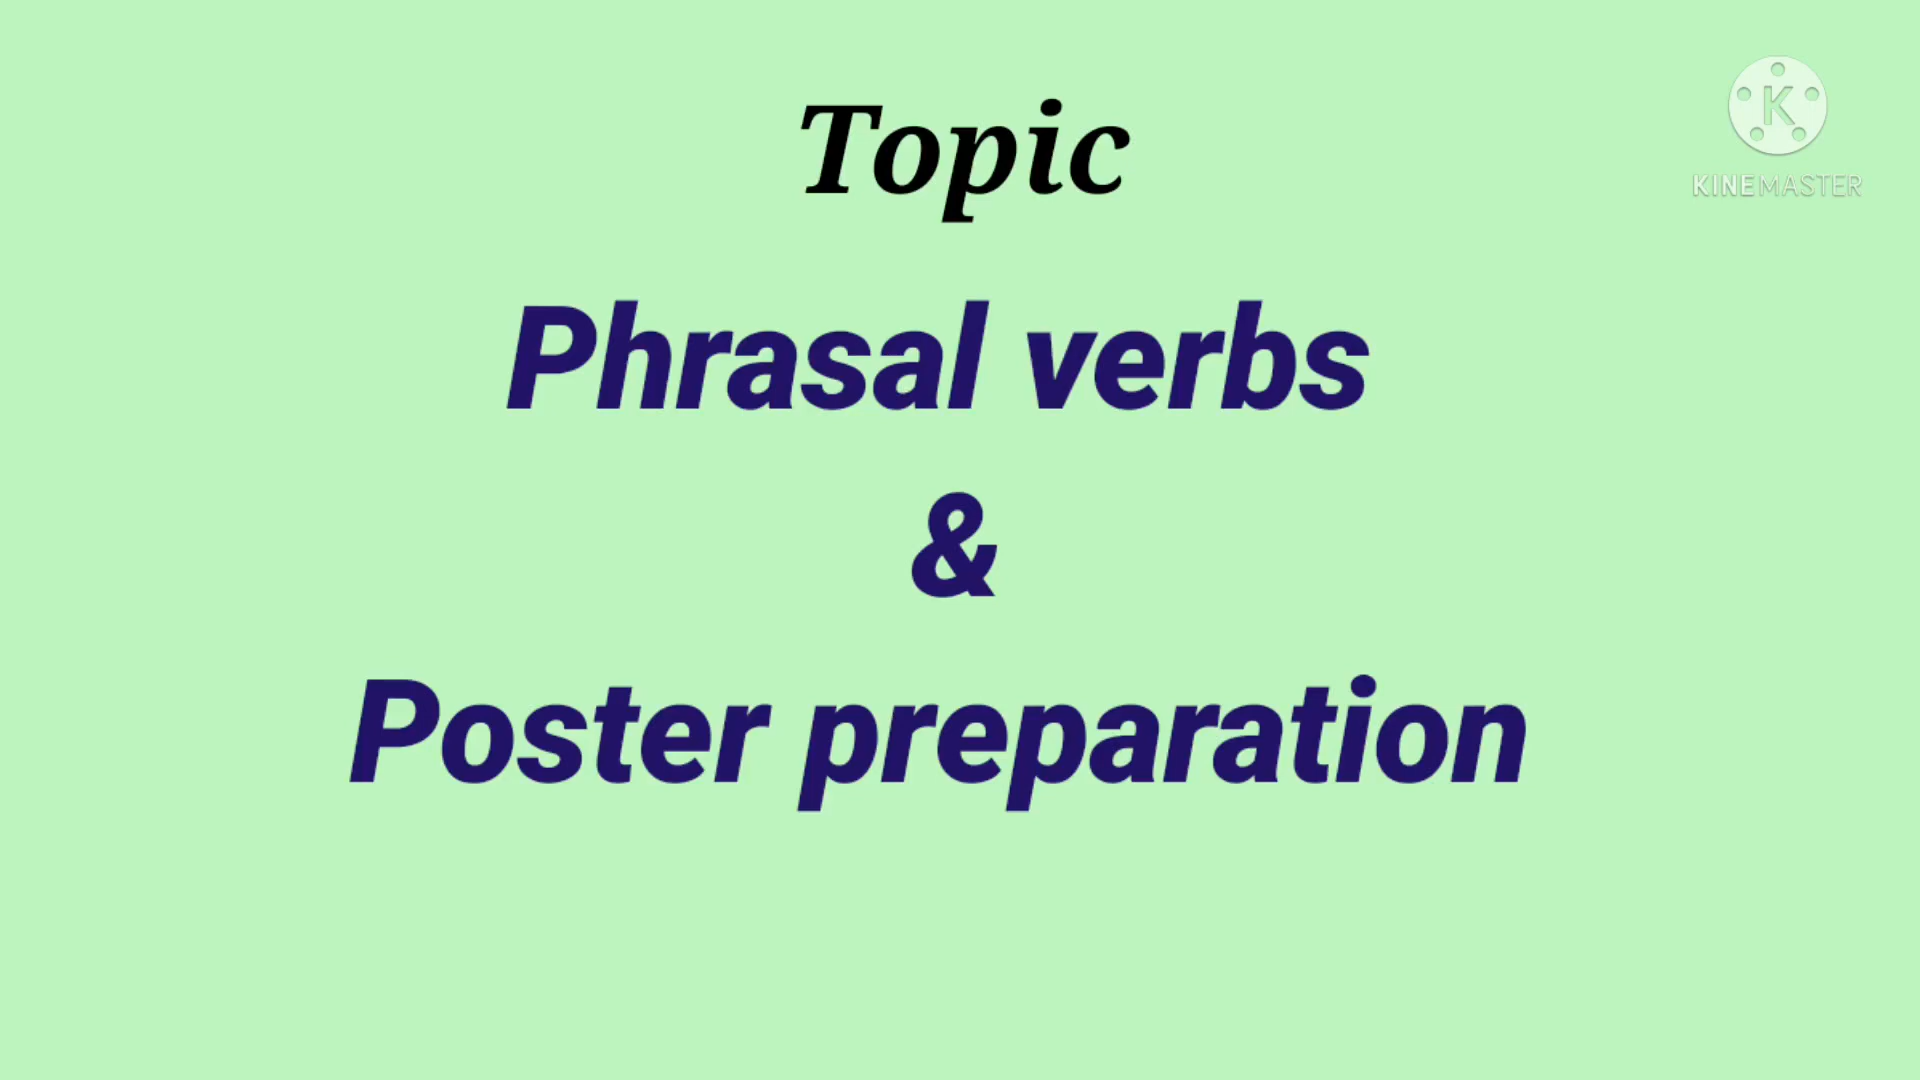 Topic
K
KINEMASTER
Phrasal verbs
&
Poster preparation